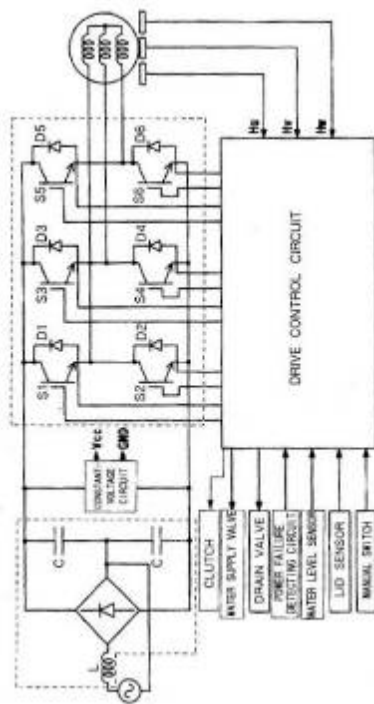 L
C
C
CONSTANT
VOLTAGE
CIRCUIT
Vcc
GND
S1
D1
S3
D3
S5
D5
S2
D2
S4
D4
S6
D6
CLUTCH
WATER SUPPLY VALVE
DRAIN VALVE
POWER FAILURE
DETECTING CIRCUIT
WATER LEVEL SENSOR
LID SENSOR
MANUAL SWITCH
DRIVE CONTROL CIRCUIT
Hu
Hv
Hw